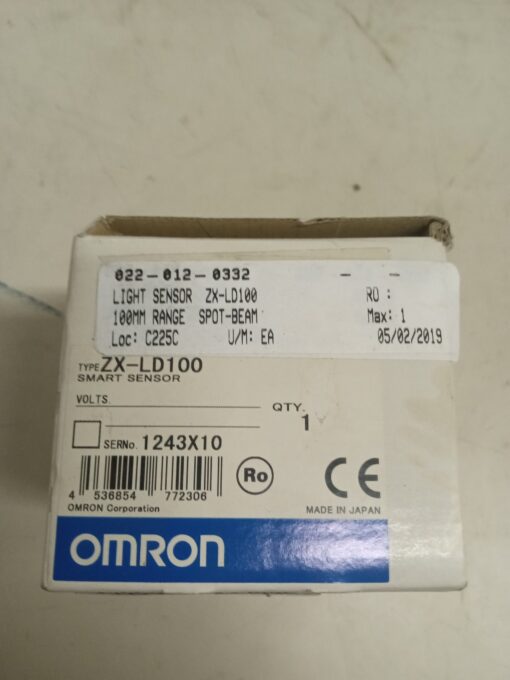 022-012-0332 - -
LIGHT SENSOR ZX-LD100 RO :
100MM RANGE SPOT-BEAM Max: 1
Loc: C225C U/M: EA 05/02/2019
TYPE ZX-LD100
SMART SENSOR
VOLTS.
QTY.
1
SERNo. 1243X10
4 536854 772306
Ro
CE
OMRON Corporation
MADE IN JAPAN
OMRON